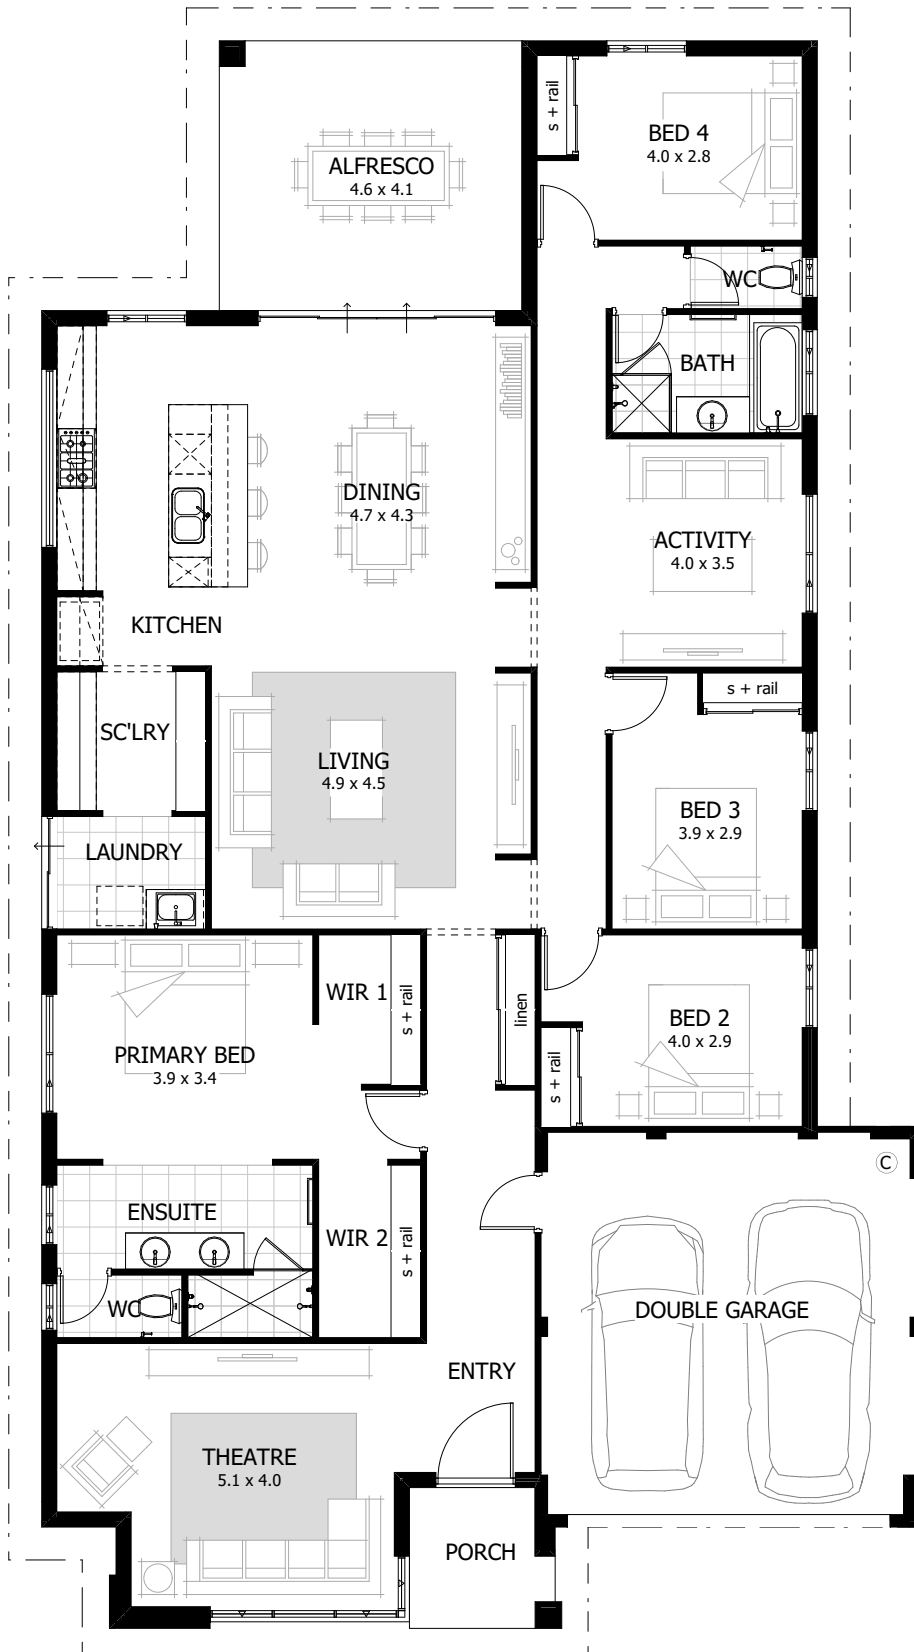 s + rail
BED 4
4.0 x 2.8
ALFRESCO
4.6 x 4.1
WC
BATH
DINING
4.7 x 4.3
ACTIVITY
4.0 x 3.5
KITCHEN
s + rail
SC'LRY
LIVING
4.9 x 4.5
BED 3
3.9 x 2.9
LAUNDRY
WIR 1
s + rail
linen
BED 2
4.0 x 2.9
PRIMARY BED
3.9 x 3.4
s + rail
C
ENSUITE
WIR 2
s + rail
WC
DOUBLE GARAGE
ENTRY
THEATRE
5.1 x 4.0
PORCH